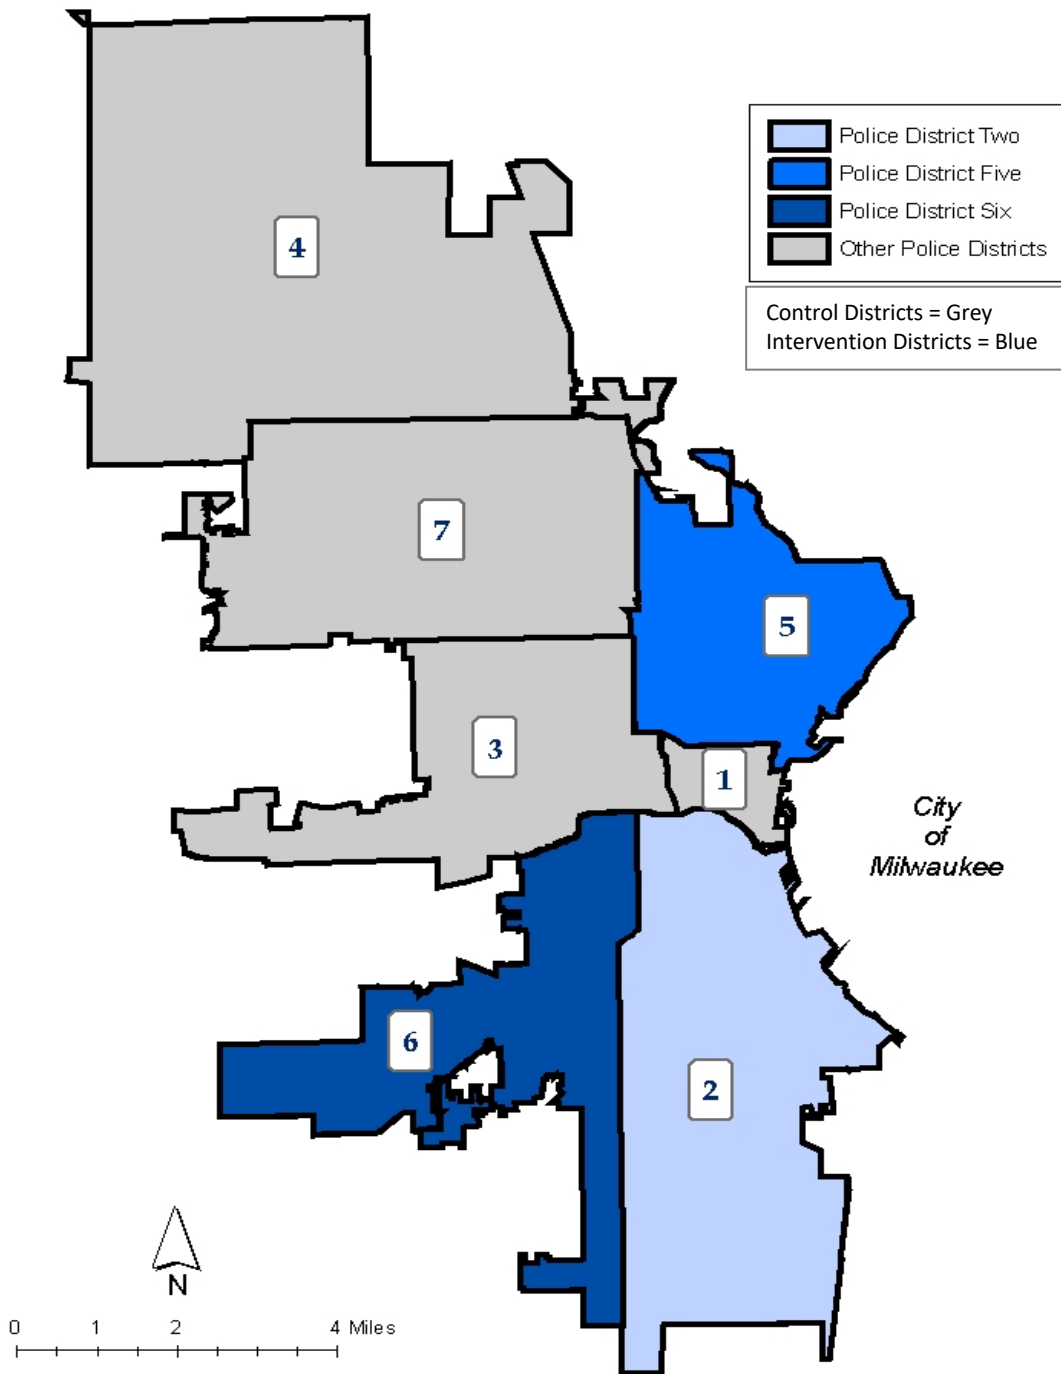 Police District Two
Police District Five
Police District Six
Other Police Districts
Control Districts = Grey
Intervention Districts = Blue
4
7
5
3
1
City
of
Milwaukee
6
2
N
0 1 2 4 Miles